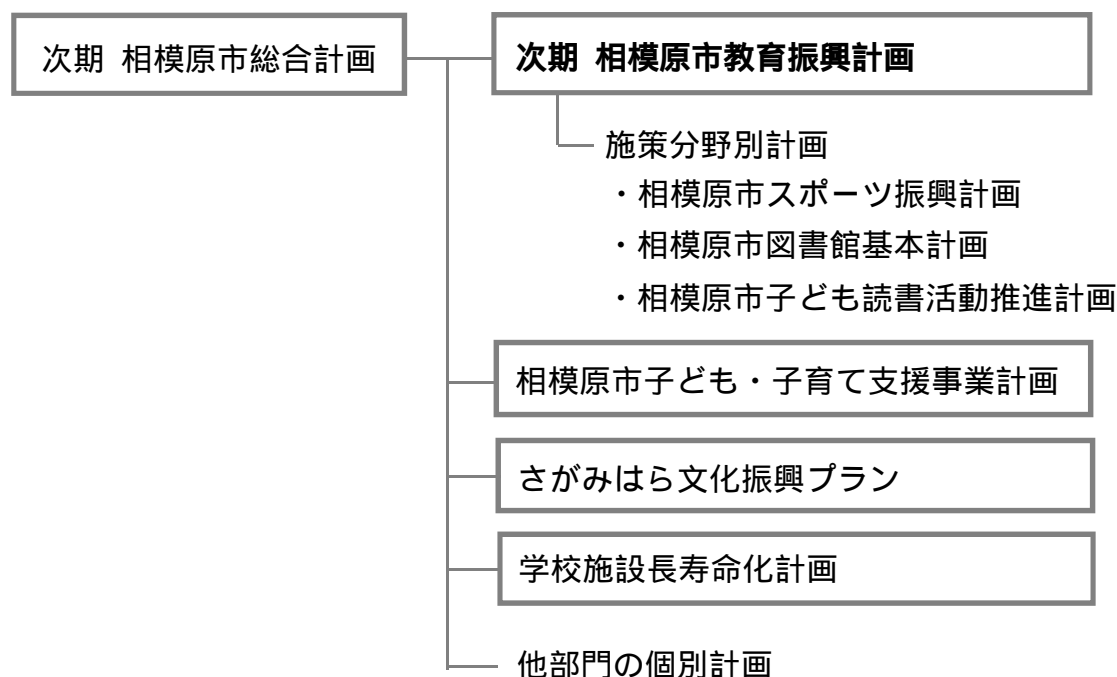 次期 相模原市総合計画
次期 相模原市教育振興計画
施策分野別計画
・相模原市スポーツ振興計画
・相模原市図書館基本計画
・相模原市子ども読書活動推進計画
相模原市子ども・子育て支援事業計画
さがみはら文化振興プラン
学校施設長寿命化計画
他部門の個別計画